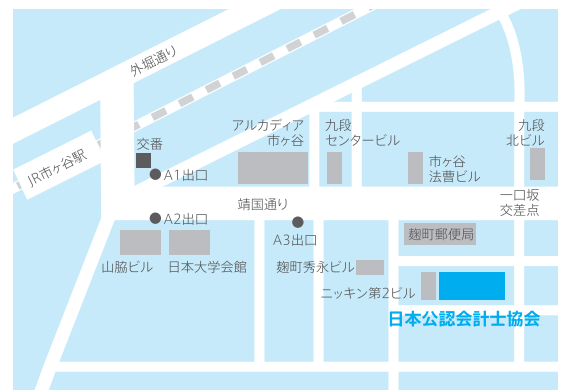 外堀通り
JR市ヶ谷駅
交番
A1出口
アルカディア
市ヶ谷
九段
センタービル
市ヶ谷
法曹ビル
九段
北ビル
一口坂
交差点
靖国通り
A2出口
A3出口
麹町郵便局
山脇ビル
日本大学会館
麹町秀永ビル
ニッキン第2ビル
日本公認会計士協会